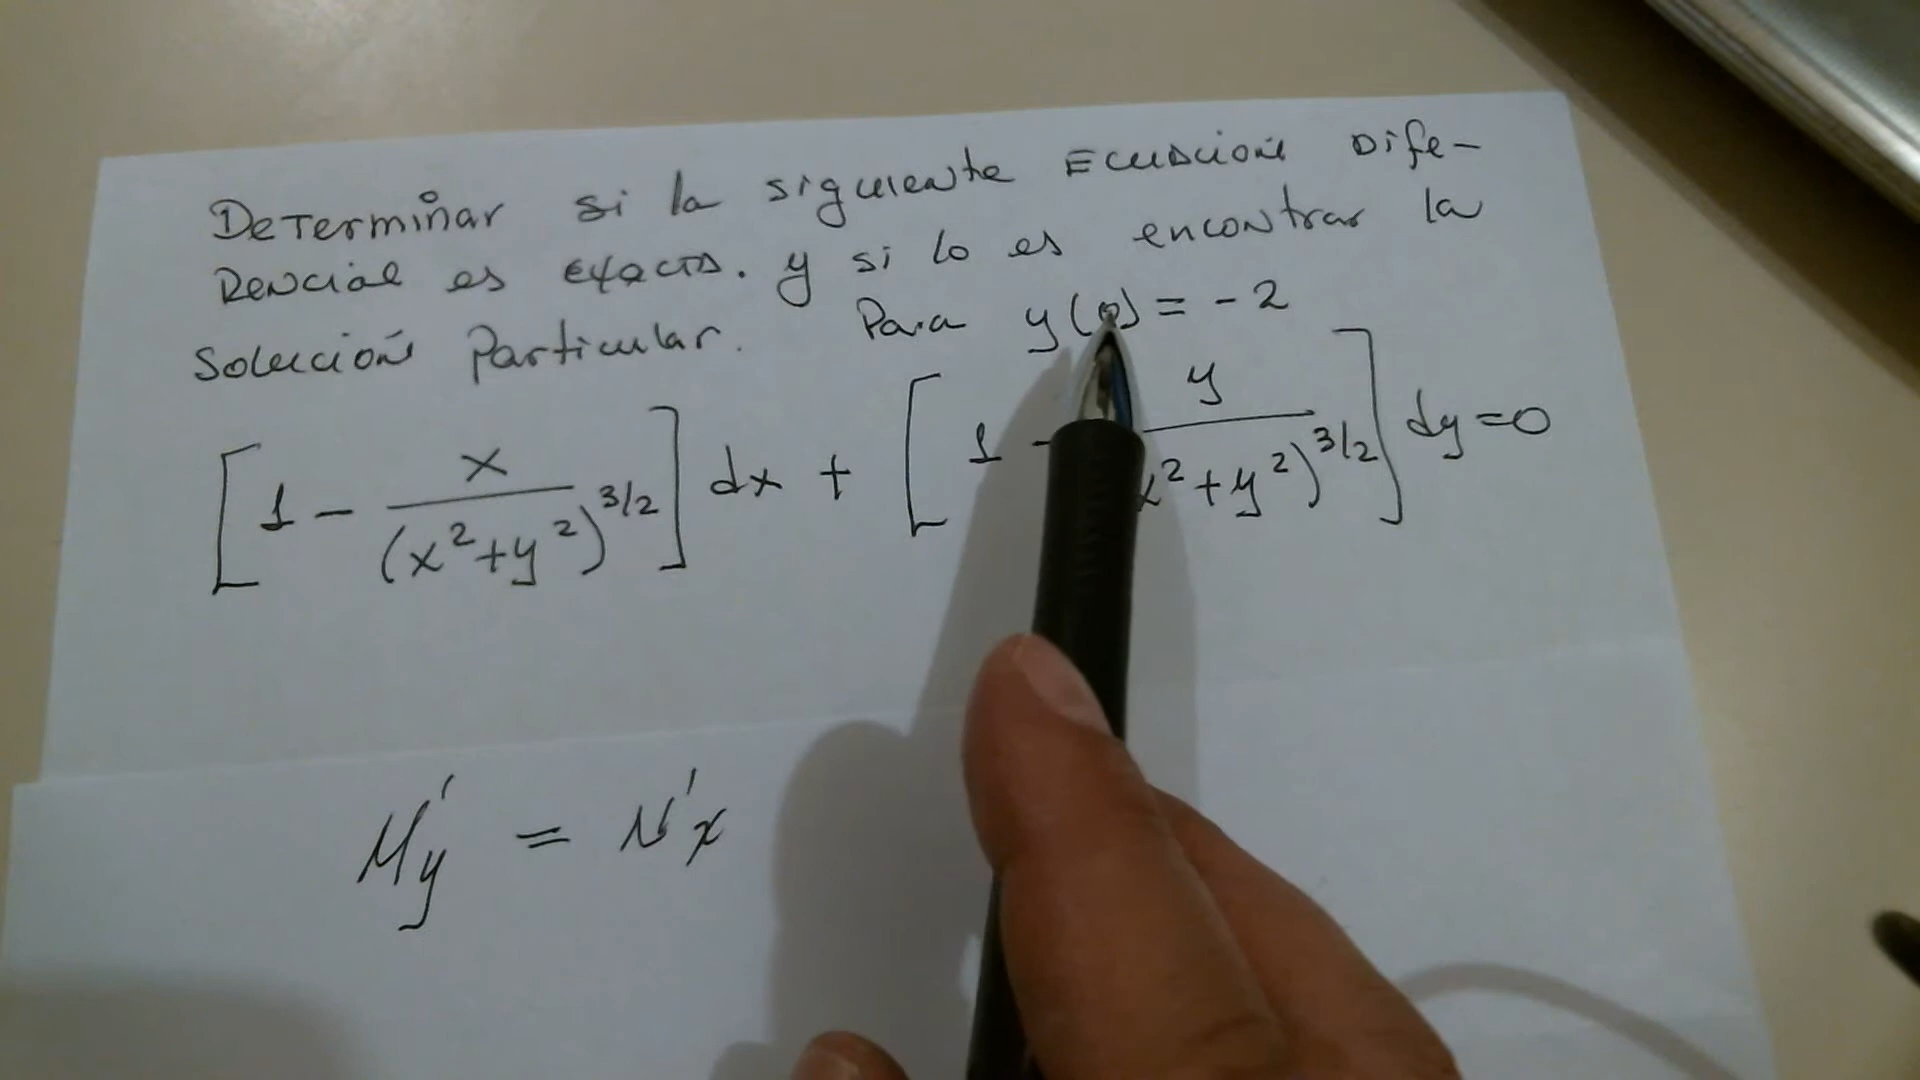 Determinar si la siguiente Ecuación Dife-
rencial es exacta. y si lo es encontrar la
Solución Particular. Para y(0) = -2
[1 - x/(x²+y²)^3/2] dx + [1 - y/x²+y²)^3/2] dy=0
M'y = N'x